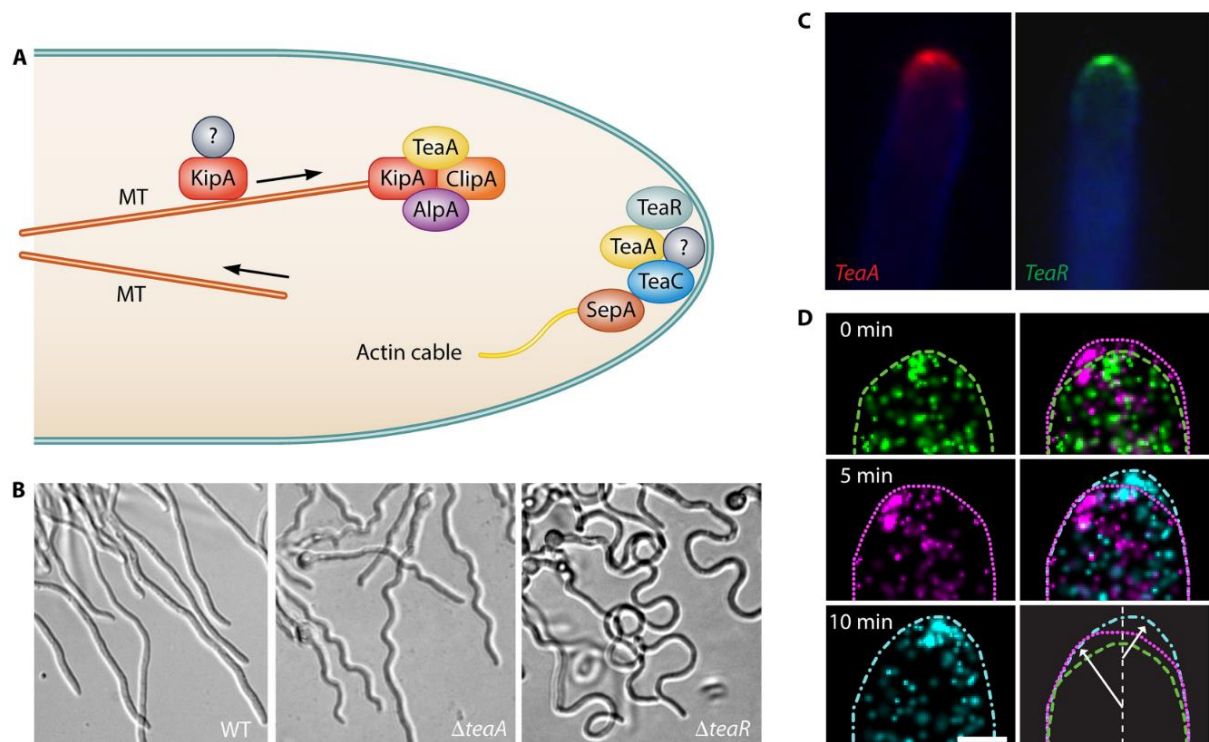 A
?
KipA
MT
MT
TeaA
KipA
ClipA
AlpA
TeaR
TeaA
?
TeaC
SepA
Actin cable
B
WT
ΔteaA
ΔteaR
C
TeaA
TeaR
D
0 min
5 min
10 min